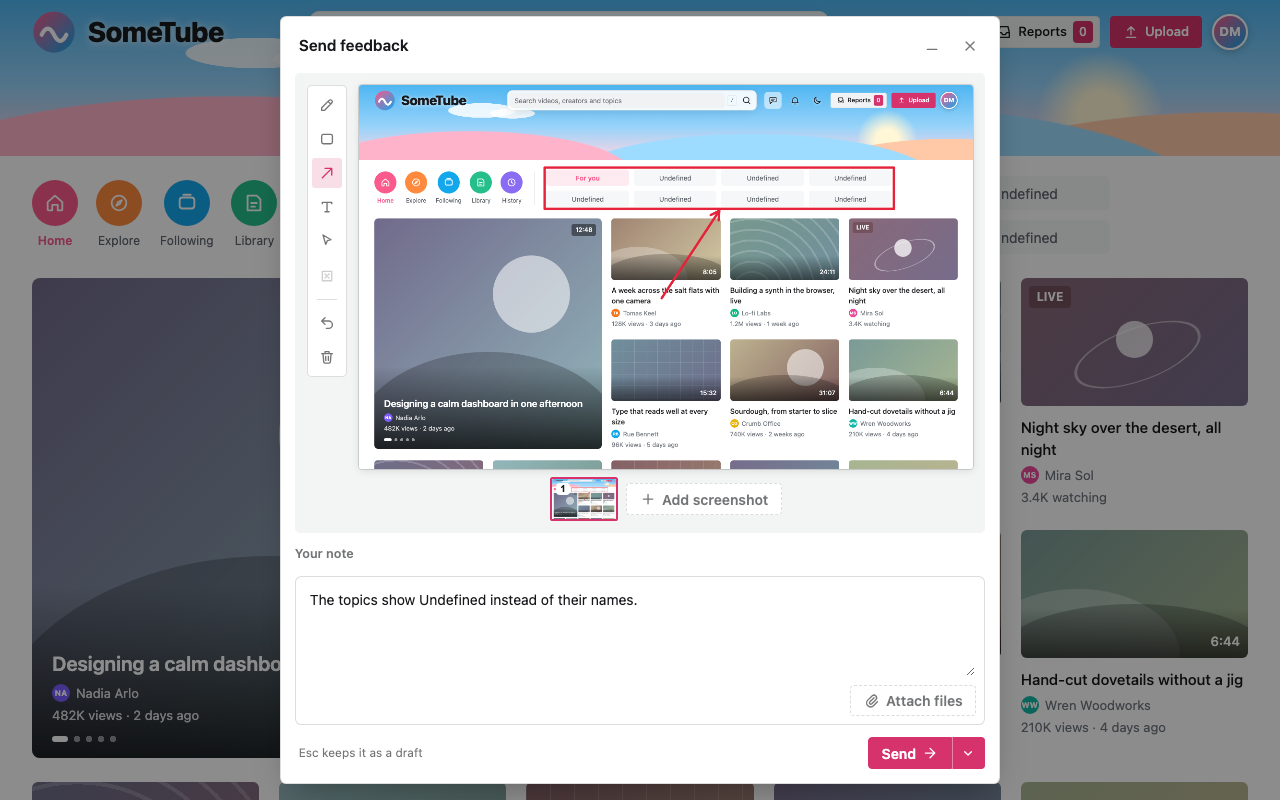 SomeTube
Reports 0
Upload
DM
Send feedback
SomeTube
Search videos, creators and topics /
Reports 0
Upload
DM
Home
Explore
Following
Library
History
For you
Undefined
Undefined
Undefined
Undefined
Undefined
Undefined
Undefined
12:48
Designing a calm dashboard in one afternoon
NA Nadia Arlo
482K views · 2 days ago
8:05
A week across the salt flats with
one camera
Tomas Keel
128K views · 3 days ago
24:11
Building a synth in the browser,
live
Lo-fi Labs
1.2M views · 1 week ago
LIVE
Night sky over the desert, all
night
MS Mira Sol
3.4K watching
15:32
Type that reads well at every
size
Rue Bennett
96K views · 5 days ago
31:07
Sourdough, from starter to slice
Crumb Office
740K views · 2 weeks ago
6:44
Hand-cut dovetails without a jig
WW Wren Woodworks
210K views · 4 days ago
1
Add screenshot
Your note
The topics show Undefined instead of their names.
Attach files
Esc keeps it as a draft
Send
Home
Explore
Following
Library
ndefined
ndefined
Designing a calm dashbo
NA Nadia Arlo
482K views · 2 days ago
LIVE
Night sky over the desert, all
night
MS Mira Sol
3.4K watching
6:44
Hand-cut dovetails without a jig
WW Wren Woodworks
210K views · 4 days ago